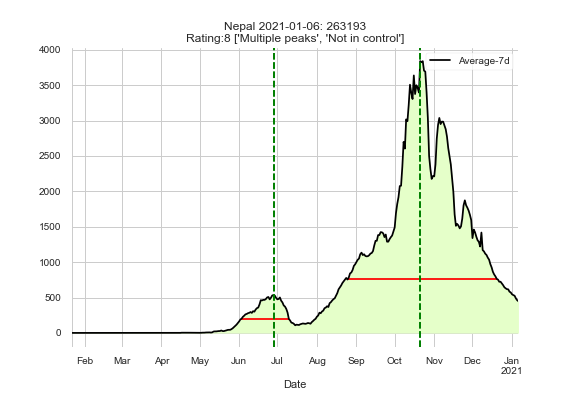 Nepal 2021-01-06: 263193
Rating:8 ['Multiple peaks', 'Not in control']
Average-7d
4000
3500
3000
2500
2000
1500
1000
500
0
Feb Mar Apr May Jun Jul Aug Sep Oct Nov Dec Jan
2021
Date